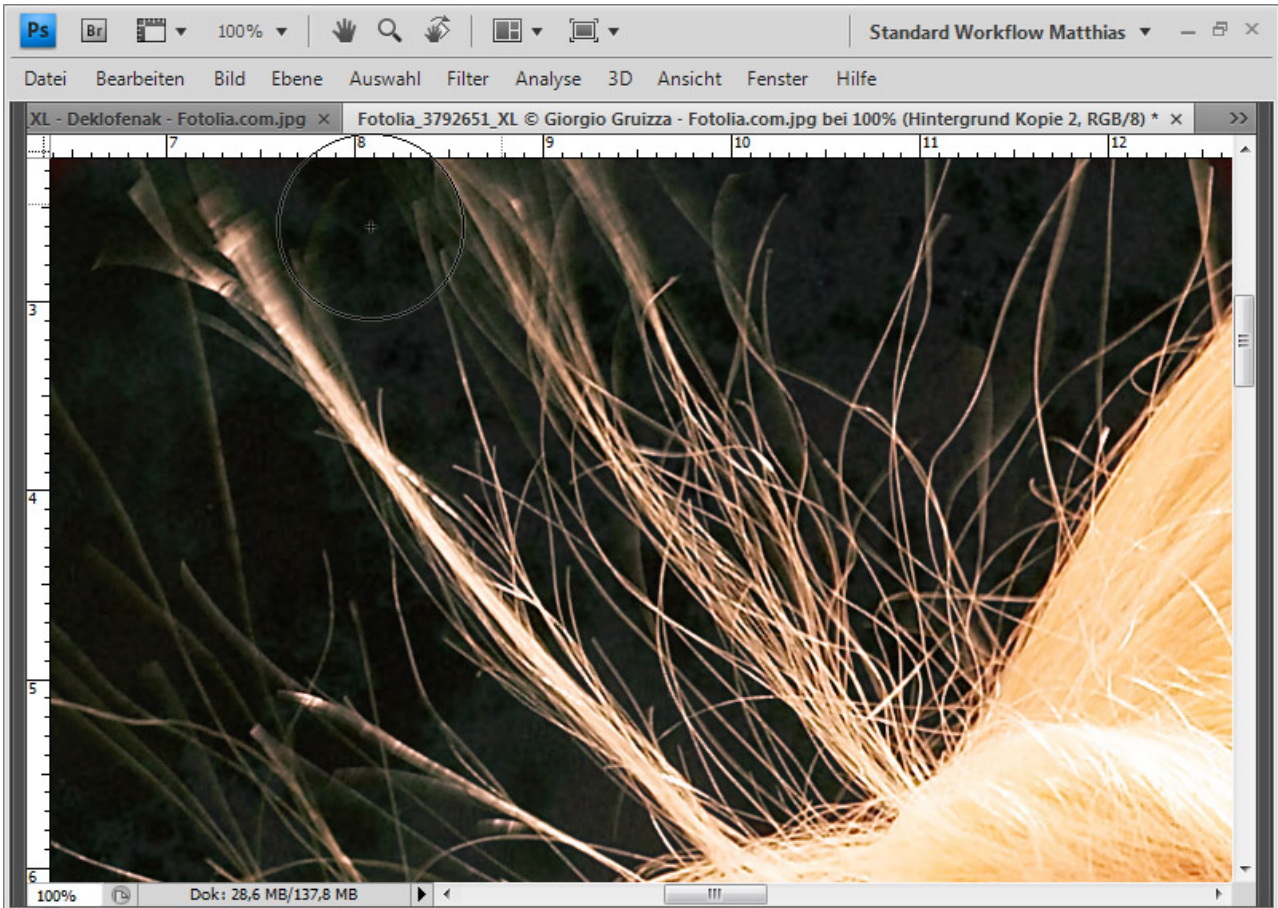 Ps Br 100% Standard Workflow Matthias
Datei Bearbeiten Bild Ebene Auswahl Filter Analyse 3D Ansicht Fenster Hilfe
_XL - Deklofenak - Fotolia.com.jpg × Fotolia_3792651_XL © Giorgio Gruizza - Fotolia.com.jpg bei 100% (Hintergrund Kopie 2, RGB/8) * × >>
7 8 9 10 11 12
3
4
5
6
100% Dok: 28,6 MB/137,8 MB